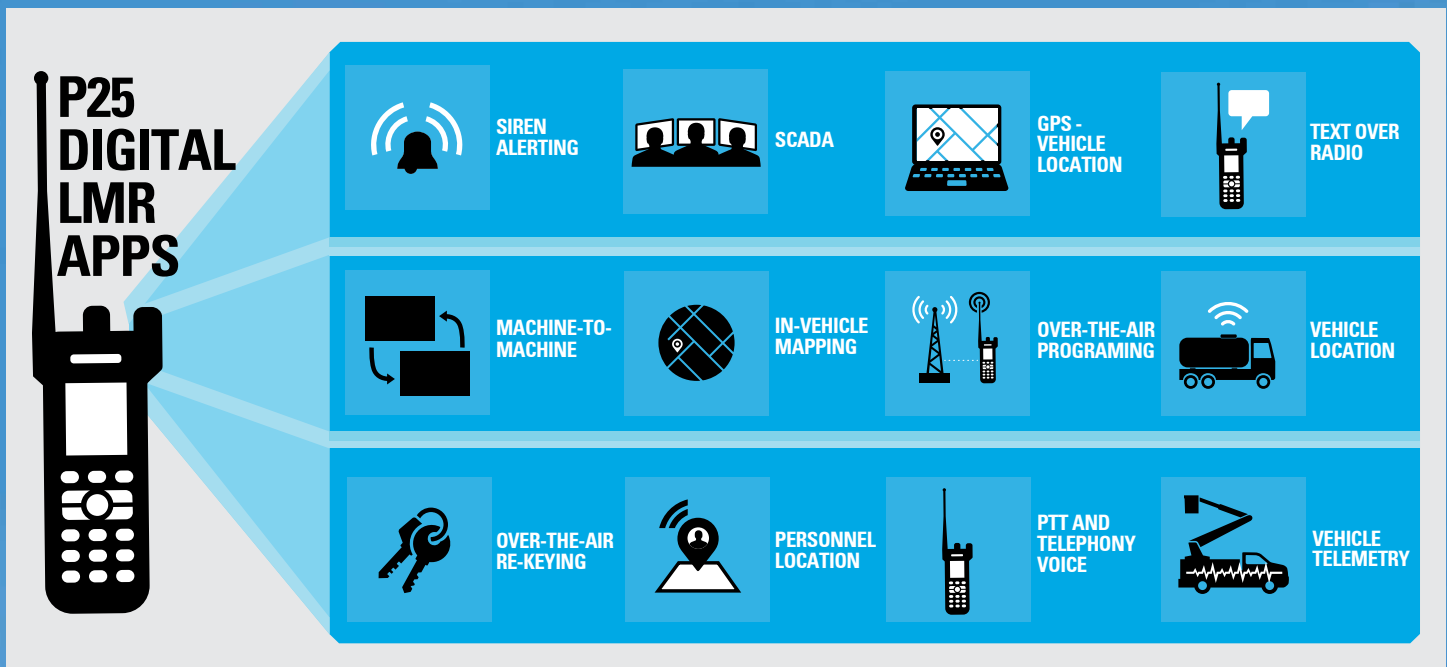 P25
DIGITAL
LMR
APPS
SIREN
ALERTING
SCADA
GPS -
VEHICLE
LOCATION
TEXT OVER
RADIO
MACHINE-TO-
MACHINE
IN-VEHICLE
MAPPING
OVER-THE-AIR
PROGRAMING
VEHICLE
LOCATION
OVER-THE-AIR
RE-KEYING
PERSONNEL
LOCATION
PTT AND
TELEPHONY
VOICE
VEHICLE
TELEMETRY